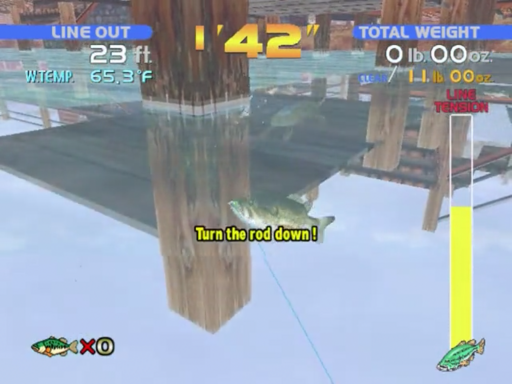 LINE OUT
1'42"
TOTAL WEIGHT
23 ft.
0 lb. 00 oz.
W.TEMP. 65.3°F
CLEAR/ 11 lb. 00 oz.
LINE
TENSION
Turn the rod down!
×0